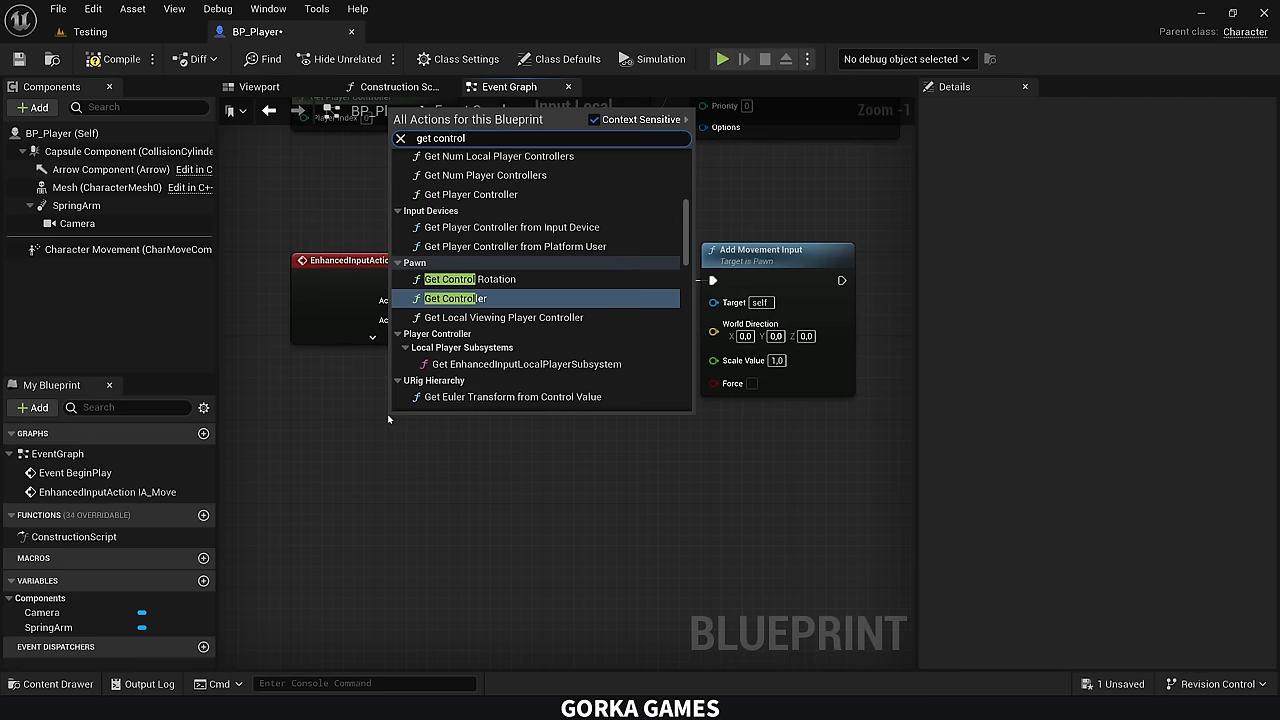 File Edit Asset View Debug Window Tools Help
Testing
BP_Player•
Parent class: Character
Compile
Diff
Find
Hide Unrelated
Class Settings
Class Defaults
Simulation
No debug object selected
Components
Viewport
Construction Sc...
Event Graph
Details
Add
Search
BP_Player (Self)
Capsule Component (CollisionCylinde
Arrow Component (Arrow) Edit in C
Mesh (CharacterMesh0) Edit in C++
SpringArm
Camera
Character Movement (CharMoveCom
BP_Pl
Zoom -1
Player Index 0
Priority 0
Options
All Actions for this Blueprint
Context Sensitive
get control
Get Num Local Player Controllers
Get Num Player Controllers
Get Player Controller
Input Devices
Get Player Controller from Input Device
Get Player Controller from Platform User
Pawn
Get Control Rotation
Get Controller
Get Local Viewing Player Controller
Player Controller
Local Player Subsystems
Get EnhancedInputLocalPlayerSubsystem
URig Hierarchy
Get Euler Transform from Control Value
EnhancedInputActio
Ac
Ac
Add Movement Input
Target is Pawn
Target self
World Direction
X 0,0 Y 0,0 Z 0,0
Scale Value 1,0
Force
My Blueprint
Add
Search
GRAPHS
EventGraph
Event BeginPlay
EnhancedInputAction IA_Move
FUNCTIONS (34 OVERRIDABLE)
ConstructionScript
MACROS
VARIABLES
Components
Camera
SpringArm
EVENT DISPATCHERS
BLUEPRINT
Content Drawer
Output Log
Cmd
Enter Console Command
1 Unsaved
Revision Control
GORKA GAMES